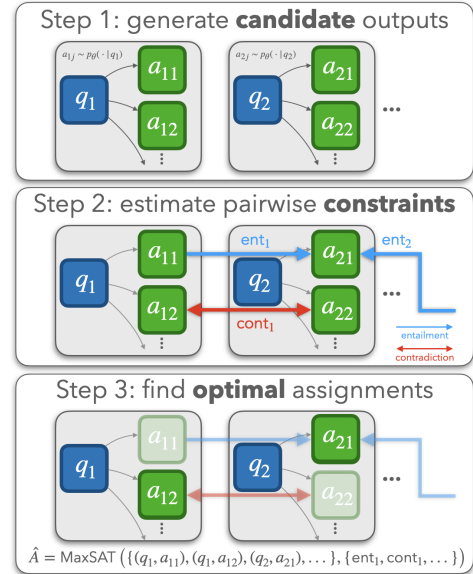 Step 1: generate candidate outputs
a₁ⱼ ~ pθ( · |q₁)
a₂ⱼ ~ pθ( · |q₂)
q₁
a₁₁
a₁₂
⋮
q₂
a₂₁
a₂₂
⋮
...
Step 2: estimate pairwise constraints
q₁
a₁₁
a₁₂
⋮
ent₁
cont₁
q₂
a₂₁
a₂₂
⋮
ent₂
...
entailment
contradiction
Step 3: find optimal assignments
q₁
a₁₁
a₁₂
⋮
q₂
a₂₁
a₂₂
⋮
...
Â = MaxSAT ({(q₁, a₁₁), (q₁, a₁₂), (q₂, a₂₁), . . . }, {ent₁, cont₁, . . . })